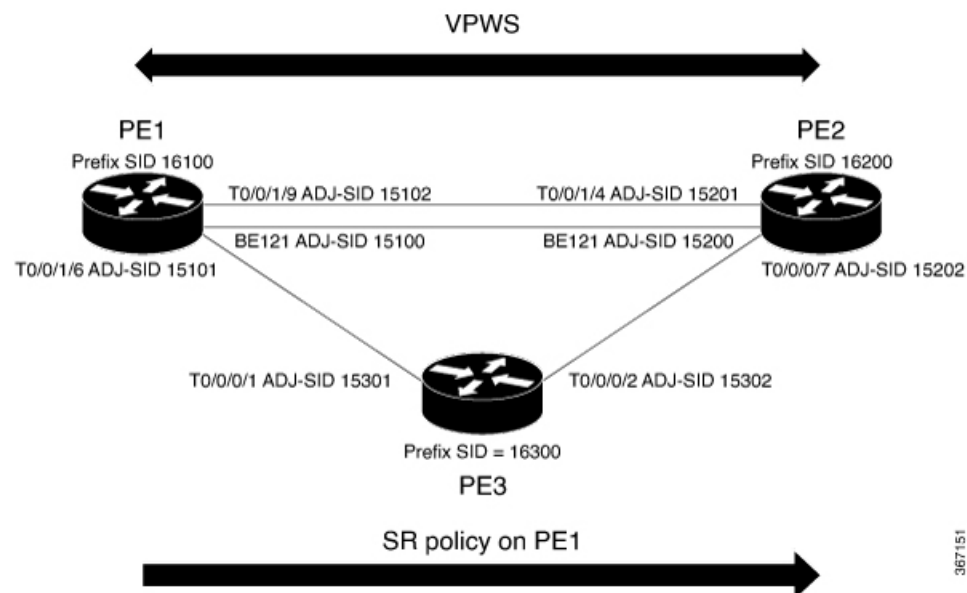 VPWS
PE1
PE2
Prefix SID 16100
Prefix SID 16200
T0/0/1/9 ADJ-SID 15102
T0/0/1/4 ADJ-SID 15201
BE121 ADJ-SID 15100
BE121 ADJ-SID 15200
T0/0/1/6 ADJ-SID 15101
T0/0/0/7 ADJ-SID 15202
T0/0/0/1 ADJ-SID 15301
T0/0/0/2 ADJ-SID 15302
Prefix SID = 16300
PE3
SR policy on PE1
367151